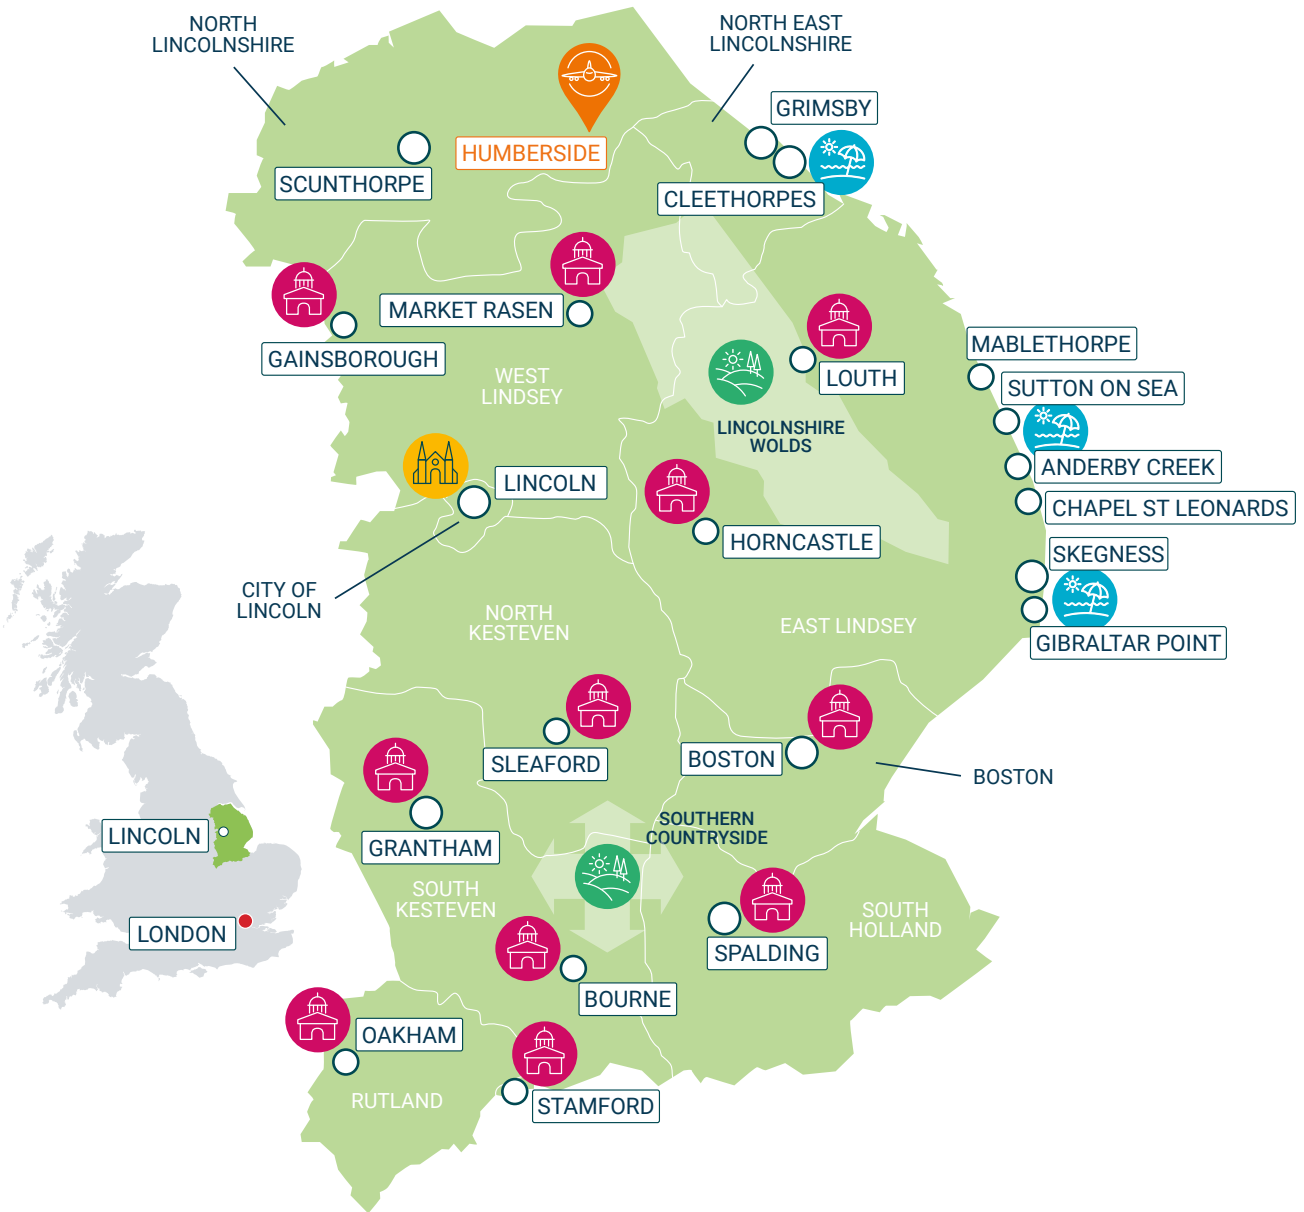 NORTH
LINCOLNSHIRE
NORTH EAST
LINCOLNSHIRE
GRIMSBY
HUMBERSIDE
SCUNTHORPE
CLEETHORPES
MARKET RASEN
GAINSBOROUGH
MABLETHORPE
LOUTH
SUTTON ON SEA
WEST
LINDSEY
LINCOLNSHIRE
WOLDS
ANDERBY CREEK
LINCOLN
CHAPEL ST LEONARDS
HORNCASTLE
SKEGNESS
CITY OF
LINCOLN
NORTH
KESTEVEN
EAST LINDSEY
GIBRALTAR POINT
SLEAFORD
BOSTON
BOSTON
SOUTHERN
COUNTRYSIDE
LINCOLN
GRANTHAM
SOUTH
KESTEVEN
SOUTH
HOLLAND
LONDON
SPALDING
BOURNE
OAKHAM
RUTLAND
STAMFORD